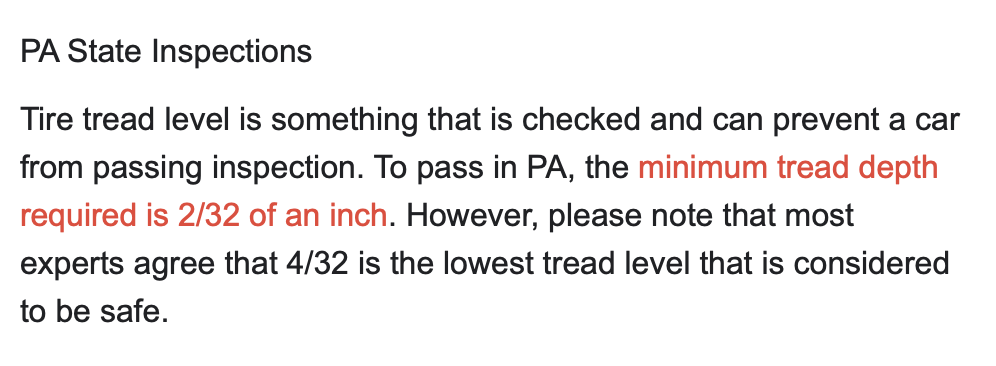 PA State Inspections
Tire tread level is something that is checked and can prevent a car
from passing inspection. To pass in PA, the minimum tread depth
required is 2/32 of an inch. However, please note that most
experts agree that 4/32 is the lowest tread level that is considered
to be safe.